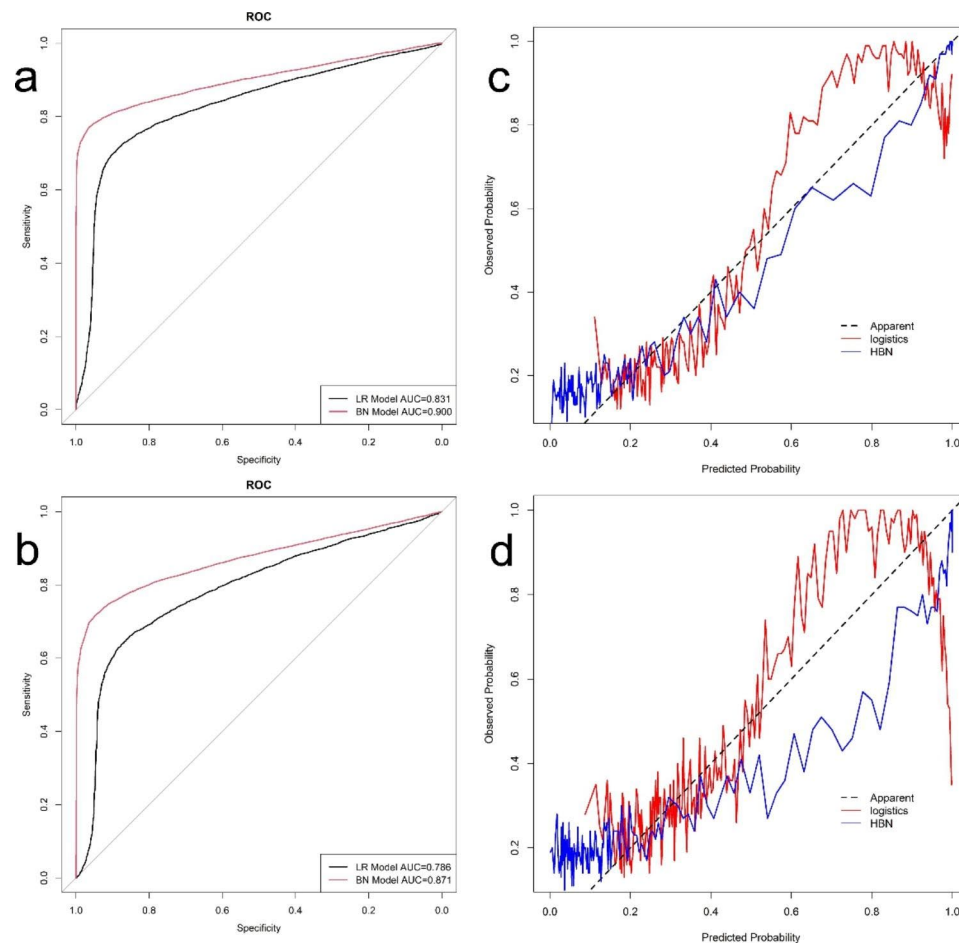 a
ROC
Sensitivity
1.0
0.8
0.6
0.4
0.2
0.0
LR Model AUC=0.831
BN Model AUC=0.900
1.0 0.8 0.6 0.4 0.2 0.0
Specificity
c
Observed Probability
1.0
0.8
0.6
0.4
0.2
Apparent
logistics
HBN
0.0 0.2 0.4 0.6 0.8 1.0
Predicted Probability
b
ROC
Sensitivity
1.0
0.8
0.6
0.4
0.2
0.0
LR Model AUC=0.786
BN Model AUC=0.871
1.0 0.8 0.6 0.4 0.2 0.0
Specificity
d
Observed Probability
1.0
0.8
0.6
0.4
0.2
Apparent
logistics
HBN
0.0 0.2 0.4 0.6 0.8 1.0
Predicted Probability